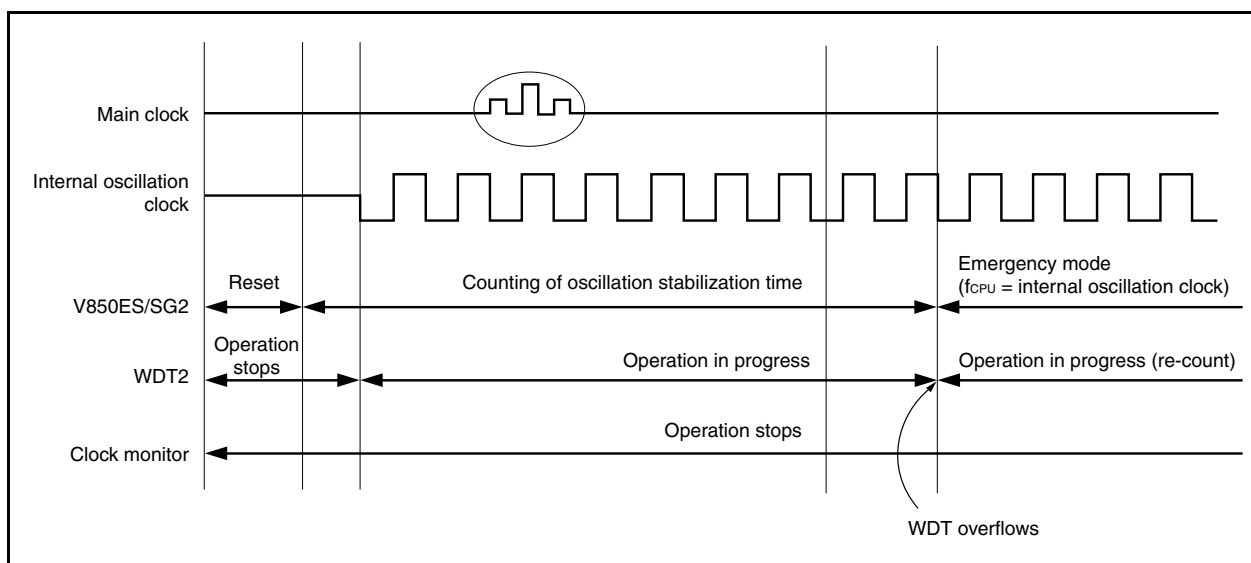 Main clock
Internal oscillation
clock
Reset
Counting of oscillation stabilization time
Emergency mode
(fCPU = internal oscillation clock)
V850ES/SG2
Operation
stops
Operation in progress
Operation in progress (re-count)
WDT2
Operation stops
Clock monitor
WDT overflows